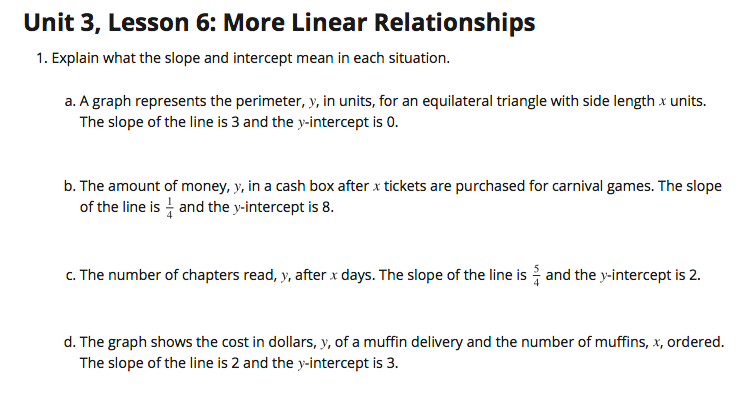 Unit 3, Lesson 6: More Linear Relationships
1. Explain what the slope and intercept mean in each situation.
a. A graph represents the perimeter, y, in units, for an equilateral triangle with side length x units.
The slope of the line is 3 and the y-intercept is 0.
b. The amount of money, y, in a cash box after x tickets are purchased for carnival games. The slope
of the line is 1/4 and the y-intercept is 8.
c. The number of chapters read, y, after x days. The slope of the line is 5/4 and the y-intercept is 2.
d. The graph shows the cost in dollars, y, of a muffin delivery and the number of muffins, x, ordered.
The slope of the line is 2 and the y-intercept is 3.